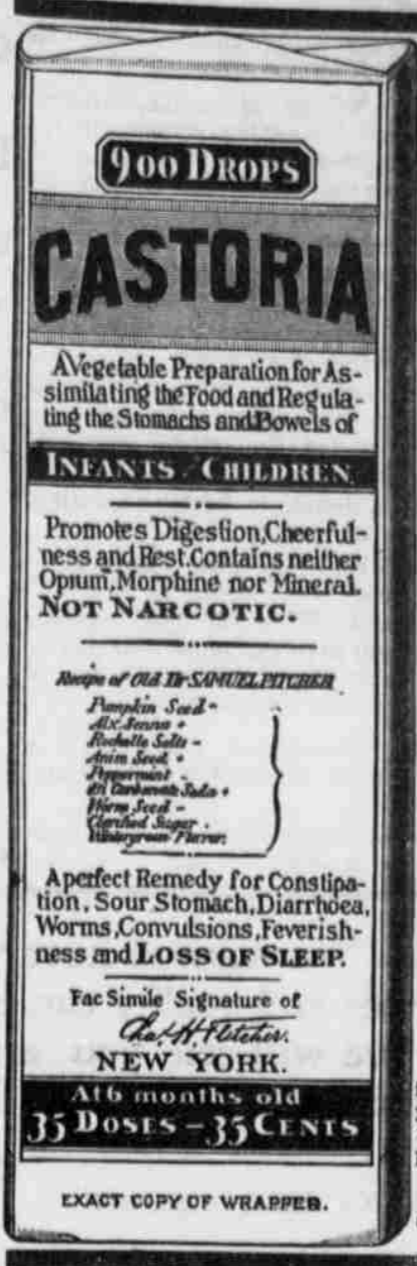 900 DROPS
CASTORIA
A Vegetable Preparation for As-
similating the Food and Regula-
ting the Stomachs and Bowels of
INFANTS CHILDREN
Promotes Digestion, Cheerful-
ness and Rest. Contains neither
Opium, Morphine nor Mineral.
NOT NARCOTIC.
Recipe of Old Dr SAMUEL PITCHER
Pumpkin Seed -
Alx. Senna +
Rochelle Salts -
Anise Seed +
Peppermint -
Carbonate Soda +
Worm Seed -
Clarified Sugar .
Wintergreen Flavor.
A perfect Remedy for Constipa-
tion, Sour Stomach, Diarrhoea,
Worms, Convulsions, Feverish-
ness and LOSS OF SLEEP.
Fac Simile Signature of
Chas. H. Fletcher.
NEW YORK.
At 6 months old
35 DOSES – 35 CENTS
EXACT COPY OF WRAPPER.